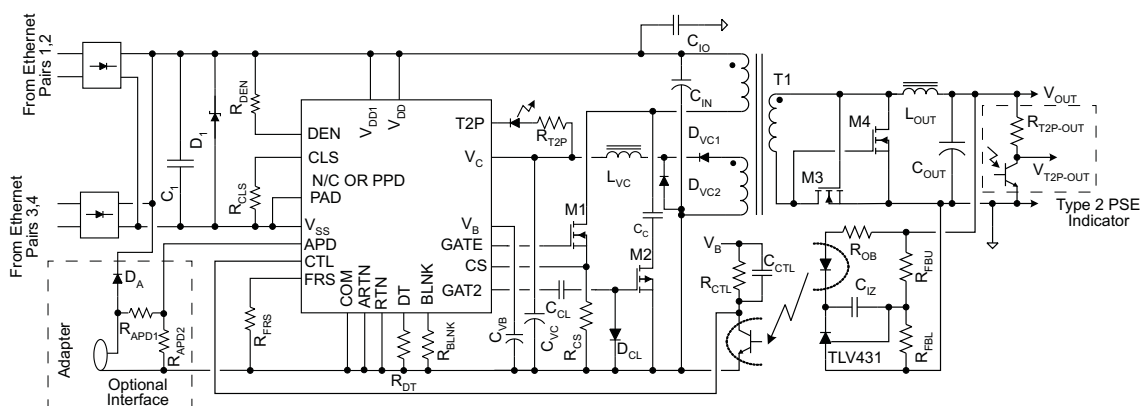 From Ethernet
Pairs 1,2
From Ethernet
Pairs 3,4
C1
D1
RDEN
RCLS
DEN
CLS
N/C OR PPD
PAD
VSS
APD
CTL
FRS
VDD1
VDD
T2P
VC
VB
GATE
CS
GAT2
COM
ARTN
RTN
DT
BLNK
Adapter
DA
RAPD1
RAPD2
Optional
Interface
RFRS
RDT
RBLNK
CVB
CVC
CCL
RCS
DCL
RT2P
LVC
DVC1
DVC2
M1
M2
CC
CIO
CIN
T1
M3
M4
LOUT
COUT
VOUT
RT2P-OUT
VT2P-OUT
Type 2 PSE
Indicator
VB
RCTL
CCTL
ROB
CIZ
RFBU
RFBL
TLV431